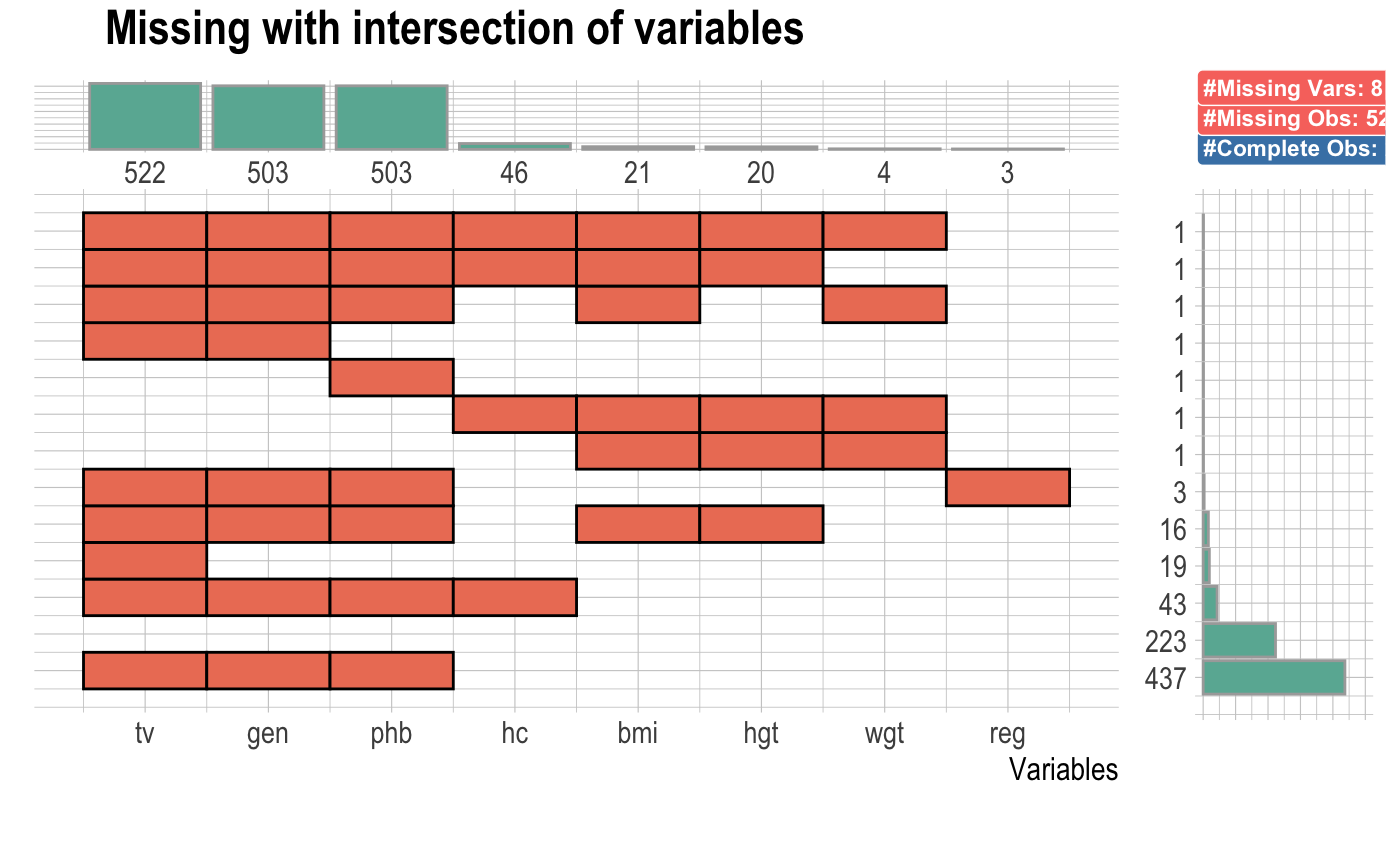 Missing with intersection of variables
#Missing Vars: 8
#Missing Obs: 52
#Complete Obs:
522 503 503 46 21 20 4 3
1
1
1
1
1
1
1
3
16
19
43
223
437
tv gen phb hc bmi hgt wgt reg
Variables